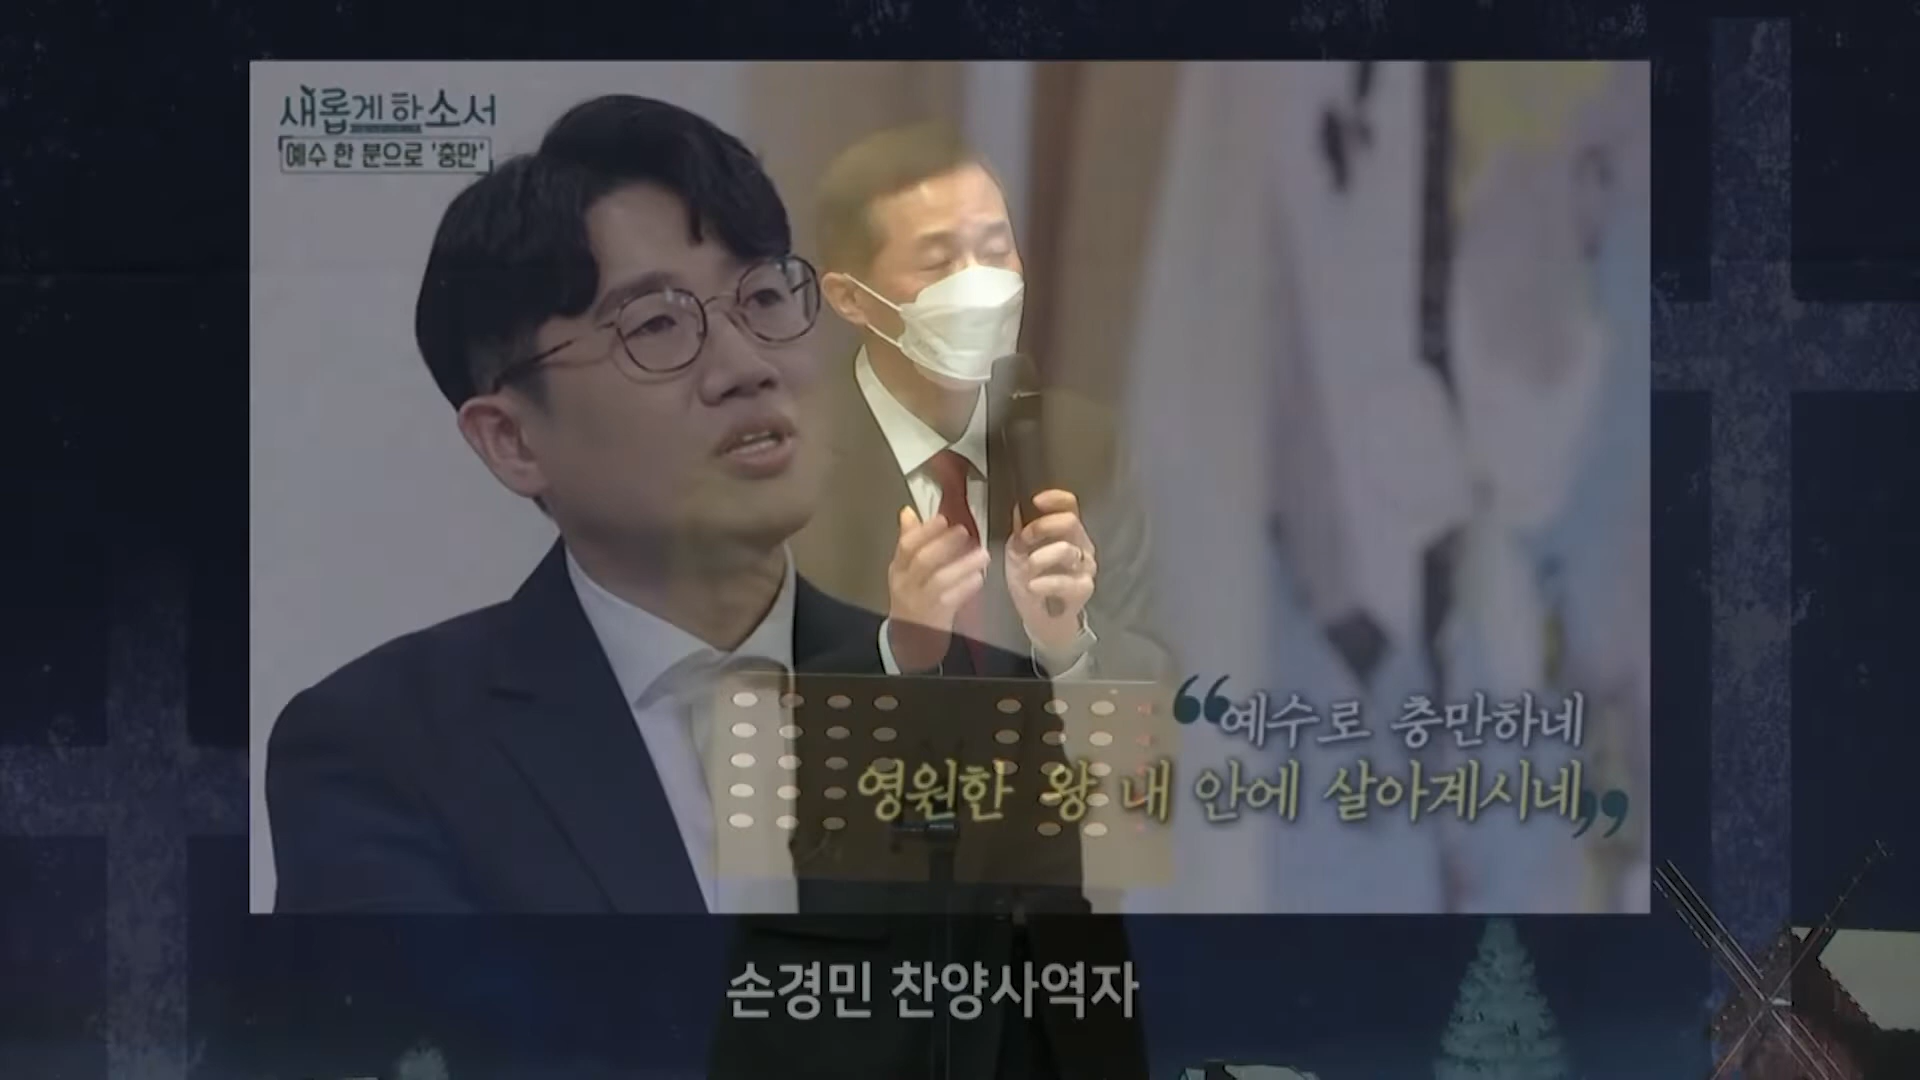 새롭게 하소서
예수 한 분으로 '충만'
“예수로 충만하네
영원한 왕 내 안에 살아계시네”
손경민 찬양사역자